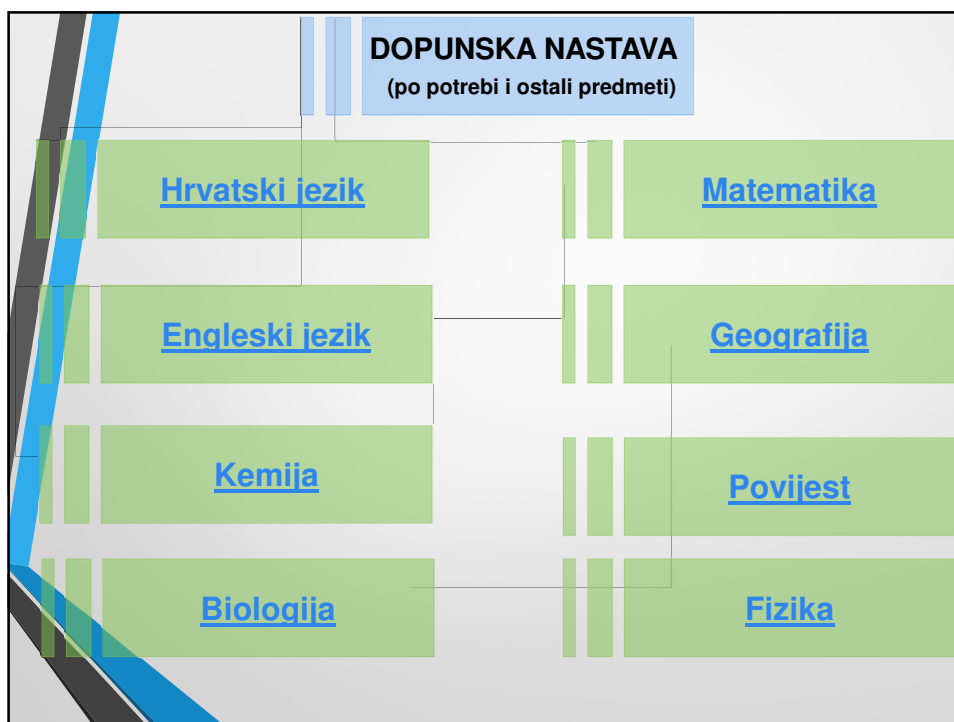 DOPUNSKA NASTAVA
(po potrebi i ostali predmeti)
Hrvatski jezik
Matematika
Engleski jezik
Geografija
Kemija
Povijest
Biologija
Fizika